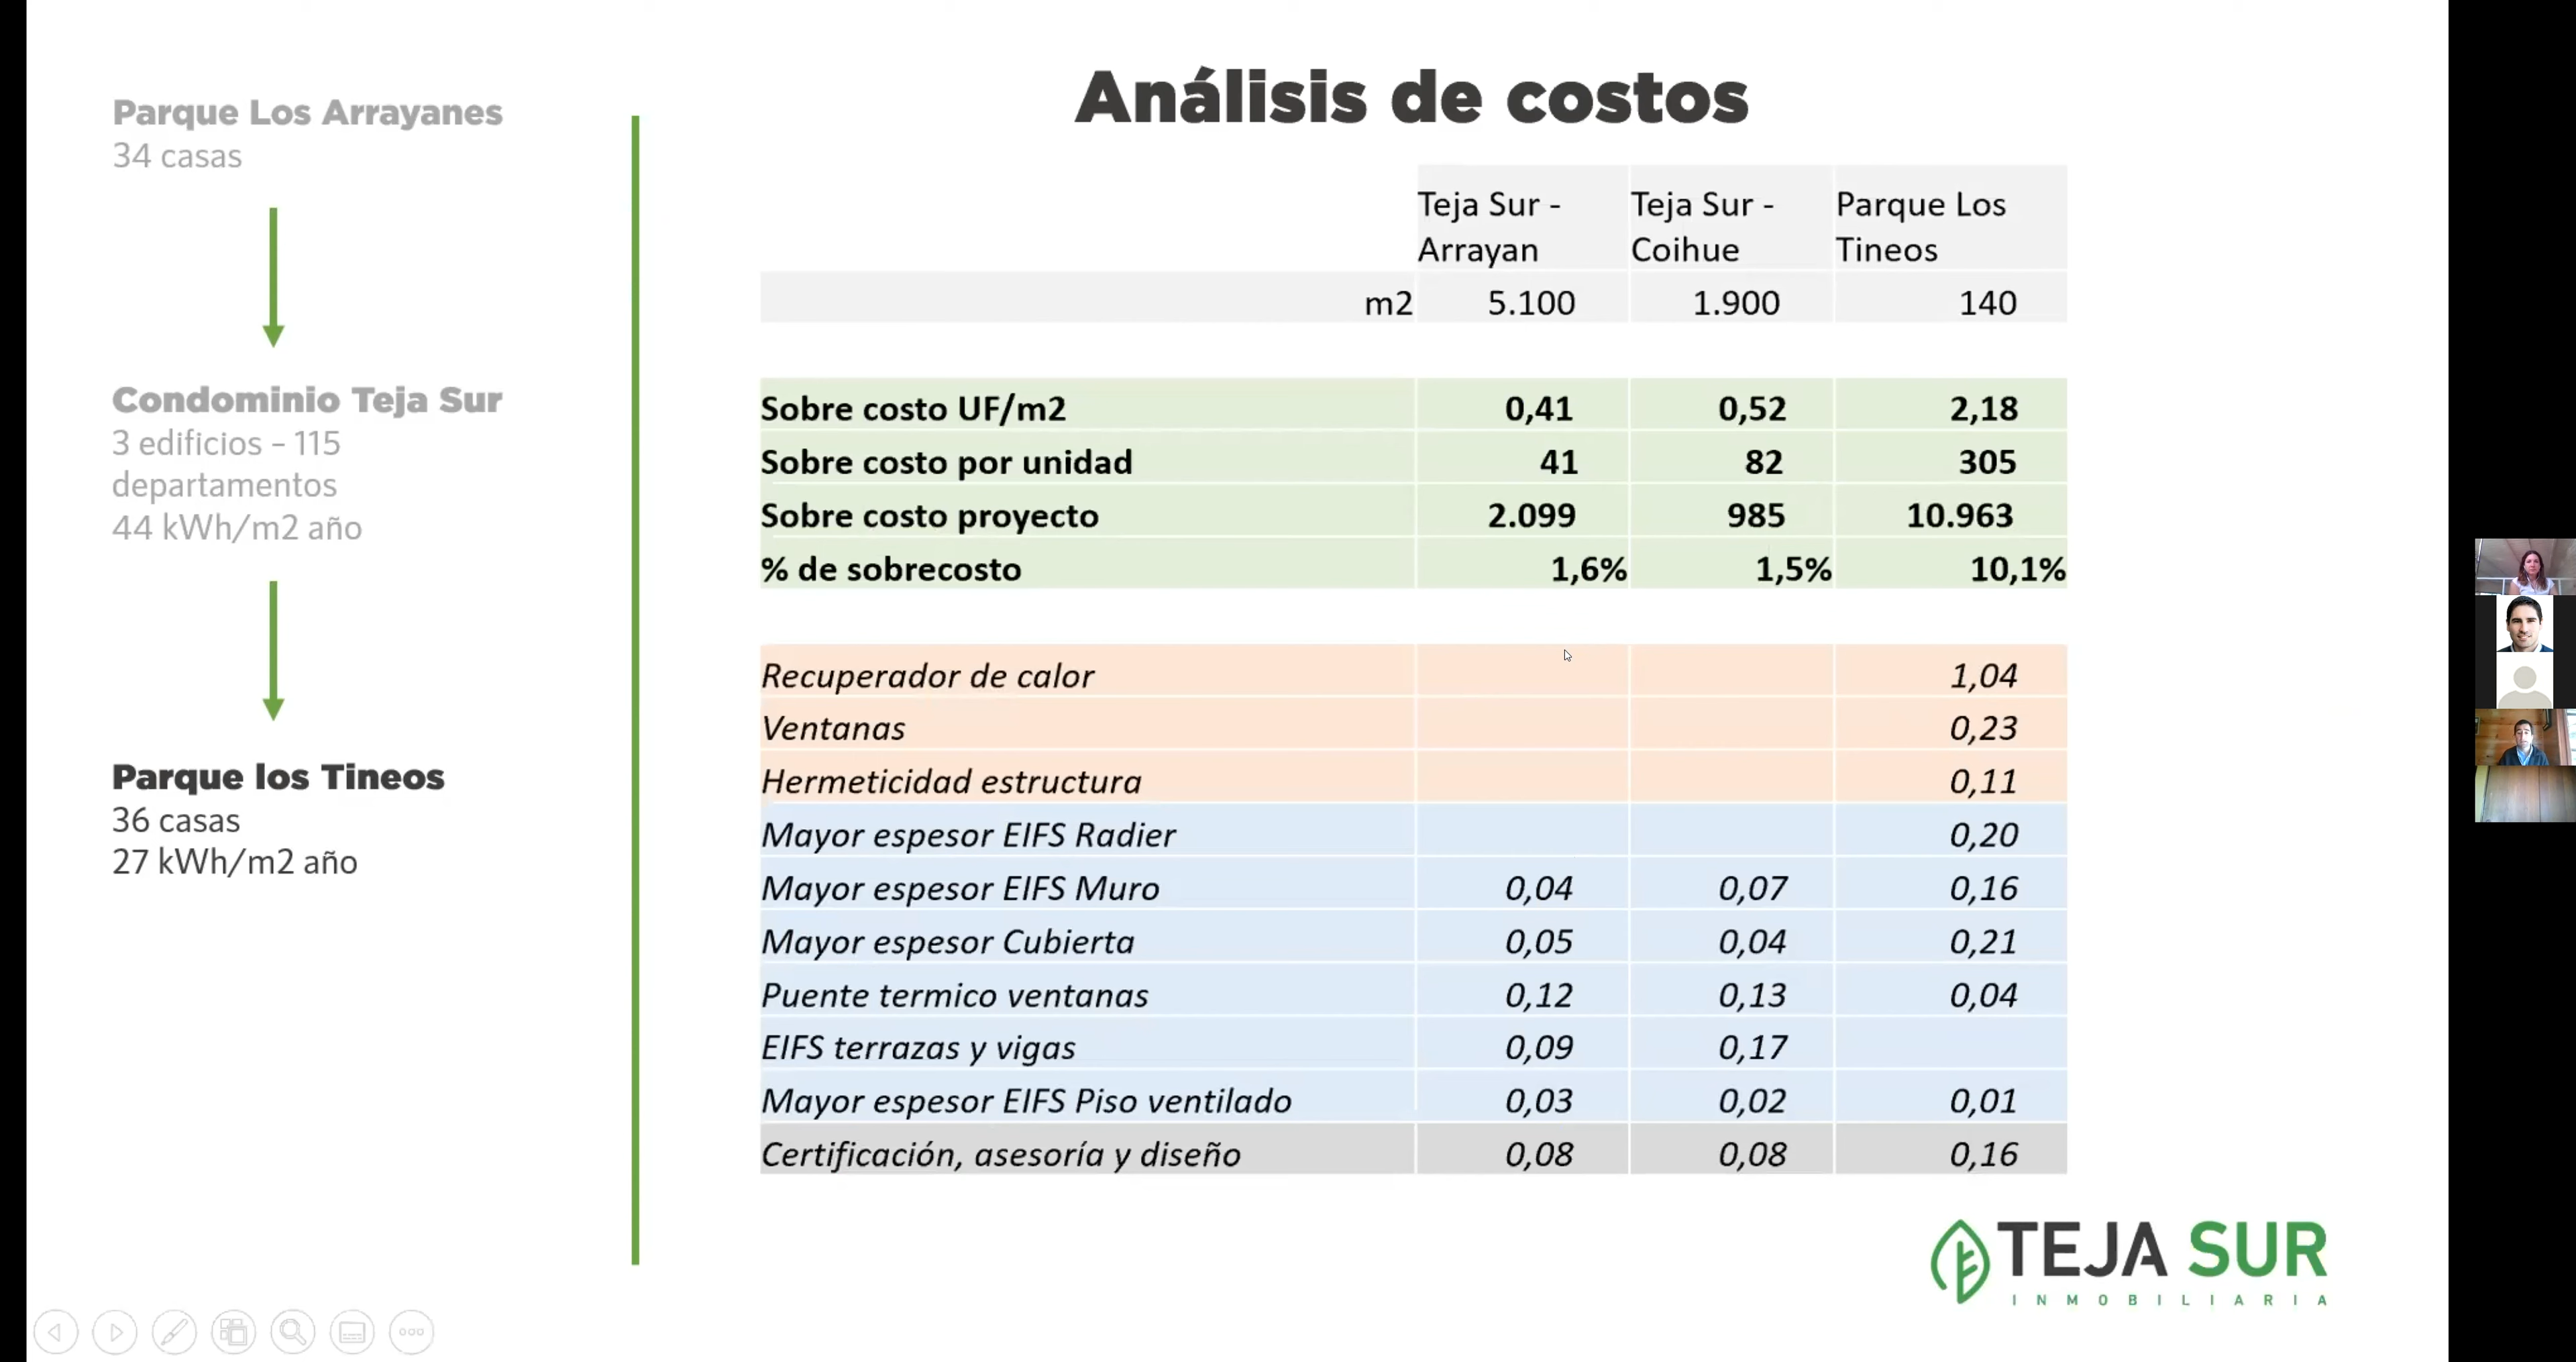 Análisis de costos
Parque Los Arrayanes
34 casas
Condominio Teja Sur
3 edificios – 115
departamentos
44 kWh/m2 año
Parque los Tineos
36 casas
27 kWh/m2 año
Teja Sur - Arrayan Teja Sur - Coihue Parque Los Tineos
m2 5.100 1.900 140
Sobre costo UF/m2 0,41 0,52 2,18
Sobre costo por unidad 41 82 305
Sobre costo proyecto 2.099 985 10.963
% de sobrecosto 1,6% 1,5% 10,1%
Recuperador de calor 1,04
Ventanas 0,23
Hermeticidad estructura 0,11
Mayor espesor EIFS Radier 0,20
Mayor espesor EIFS Muro 0,04 0,07 0,16
Mayor espesor Cubierta 0,05 0,04 0,21
Puente termico ventanas 0,12 0,13 0,04
EIFS terrazas y vigas 0,09 0,17
Mayor espesor EIFS Piso ventilado 0,03 0,02 0,01
Certificación, asesoría y diseño 0,08 0,08 0,16
TEJA SUR
INMOBILIARIA